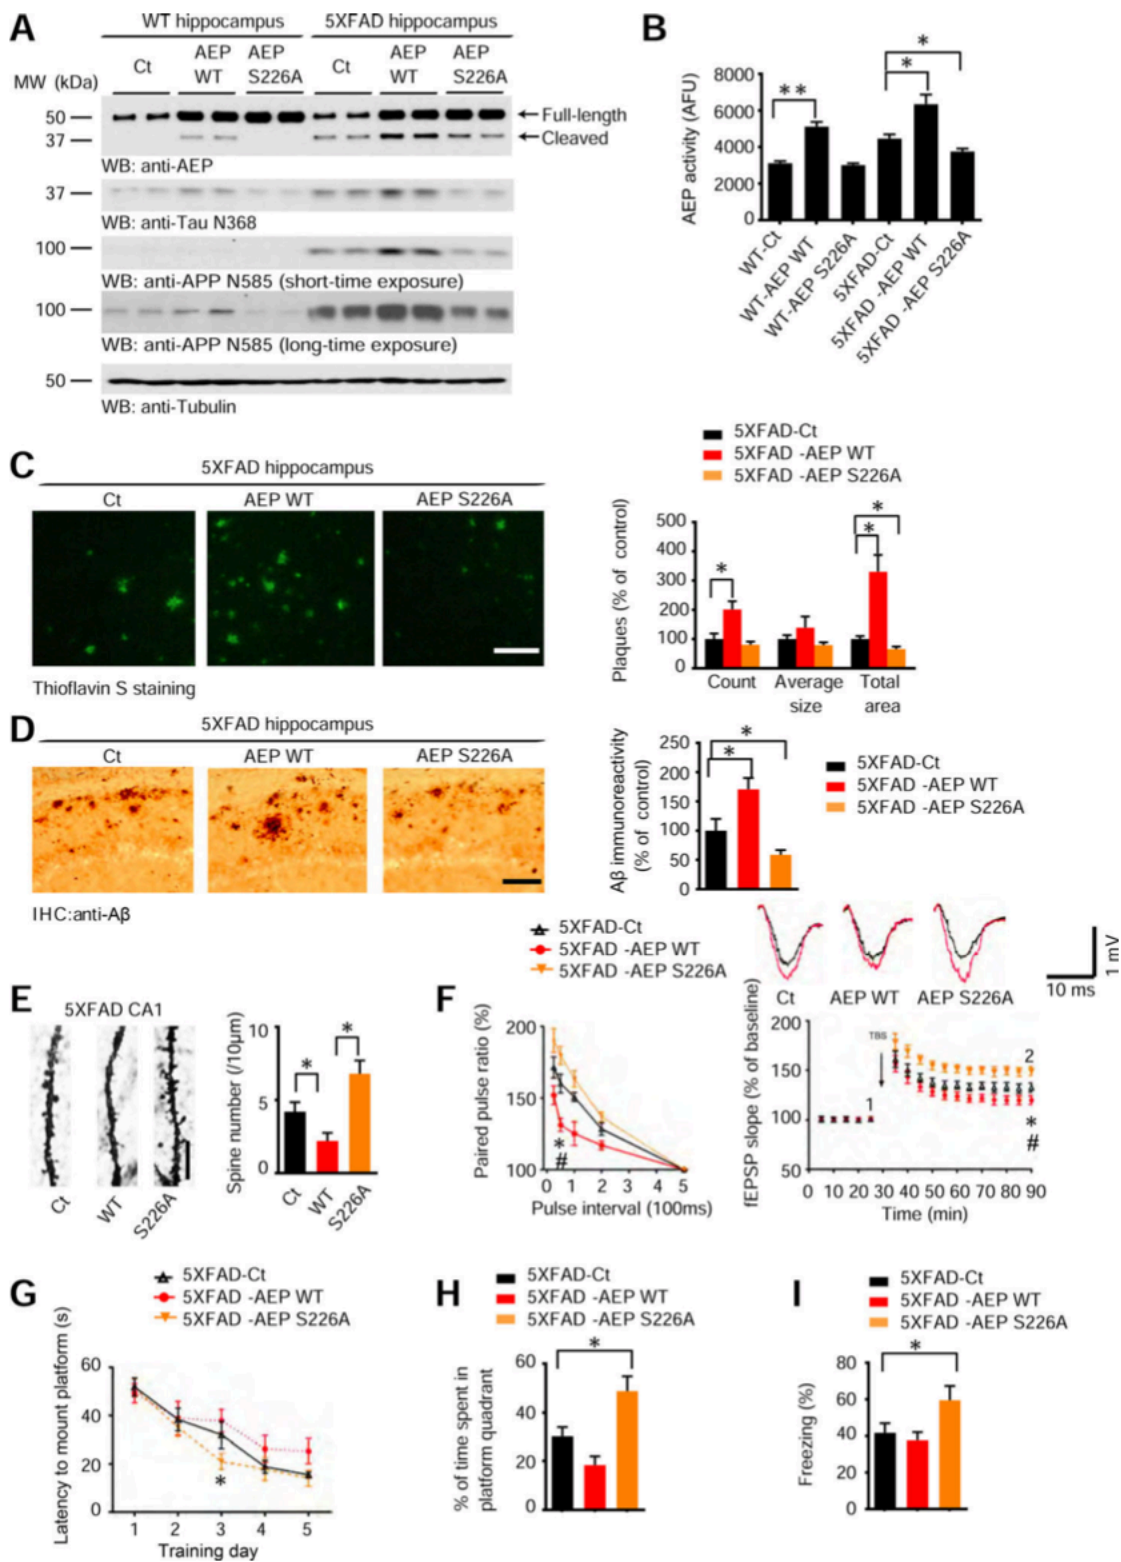 A
WT hippocampus
5XFAD hippocampus
MW (kDa)
Ct
AEP WT
AEP S226A
Ct
AEP WT
AEP S226A
50
Full-length
37
Cleaved
WB: anti-AEP
37
WB: anti-Tau N368
100
WB: anti-APP N585 (short-time exposure)
100
WB: anti-APP N585 (long-time exposure)
50
WB: anti-Tubulin
B
AEP activity (AFU)
8000
6000
4000
2000
0
**
*
*
WT-Ct
WT-AEP WT
WT-AEP S226A
5XFAD-Ct
5XFAD -AEP WT
5XFAD -AEP S226A
C
5XFAD hippocampus
Ct
AEP WT
AEP S226A
Thioflavin S staining
5XFAD-Ct
5XFAD -AEP WT
5XFAD -AEP S226A
Plaques (% of control)
500
400
300
200
100
0
*
*
*
Count
Average size
Total area
D
5XFAD hippocampus
Ct
AEP WT
AEP S226A
IHC:anti-Aβ
Aβ immunoreactivity
(% of control)
250
200
150
100
50
0
*
*
5XFAD-Ct
5XFAD -AEP WT
5XFAD -AEP S226A
E
5XFAD CA1
Ct
WT
S226A
Spine number (/10μm)
10
5
0
*
*
Ct
WT
S226A
F
5XFAD-Ct
5XFAD -AEP WT
5XFAD -AEP S226A
Paired pulse ratio (%)
200
150
100
*
#
0
1
2
3
4
5
Pulse interval (100ms)
Ct
AEP WT
AEP S226A
1 mV
10 ms
fEPSP slope (% of baseline)
200
150
100
50
TBS
1
2
*
#
0
10
20
30
40
50
60
70
80
90
Time (min)
G
5XFAD-Ct
5XFAD -AEP WT
5XFAD -AEP S226A
Latency to mount platform (s)
60
40
20
0
*
1
2
3
4
5
Training day
H
5XFAD-Ct
5XFAD -AEP WT
5XFAD -AEP S226A
% of time spent in
platform quadrant
60
40
20
0
*
I
5XFAD-Ct
5XFAD -AEP WT
5XFAD -AEP S226A
Freezing (%)
80
60
40
20
0
*